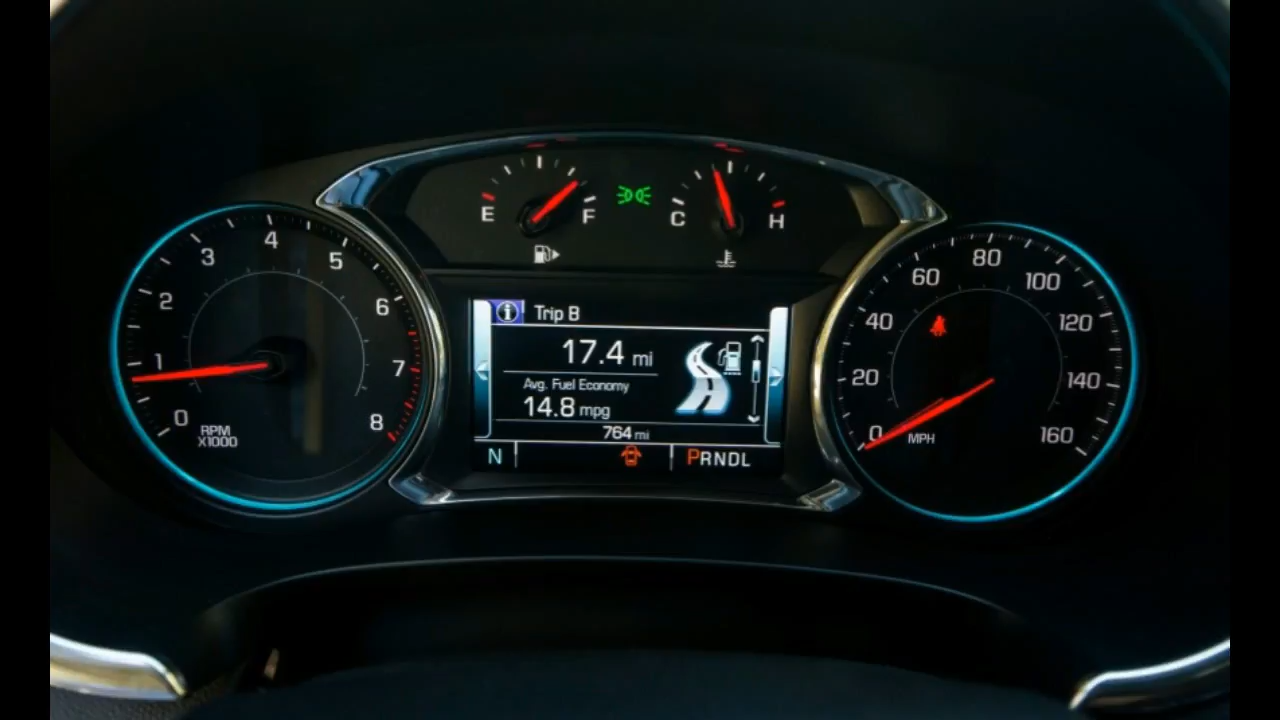 E F
C H
0 1 2 3 4 5 6 7 8
RPM
X1000
i Trip B
17.4 mi
Avg. Fuel Economy
14.8 mpg
764 mi
N PRNDL
0 20 40 60 80 100 120 140 160
MPH